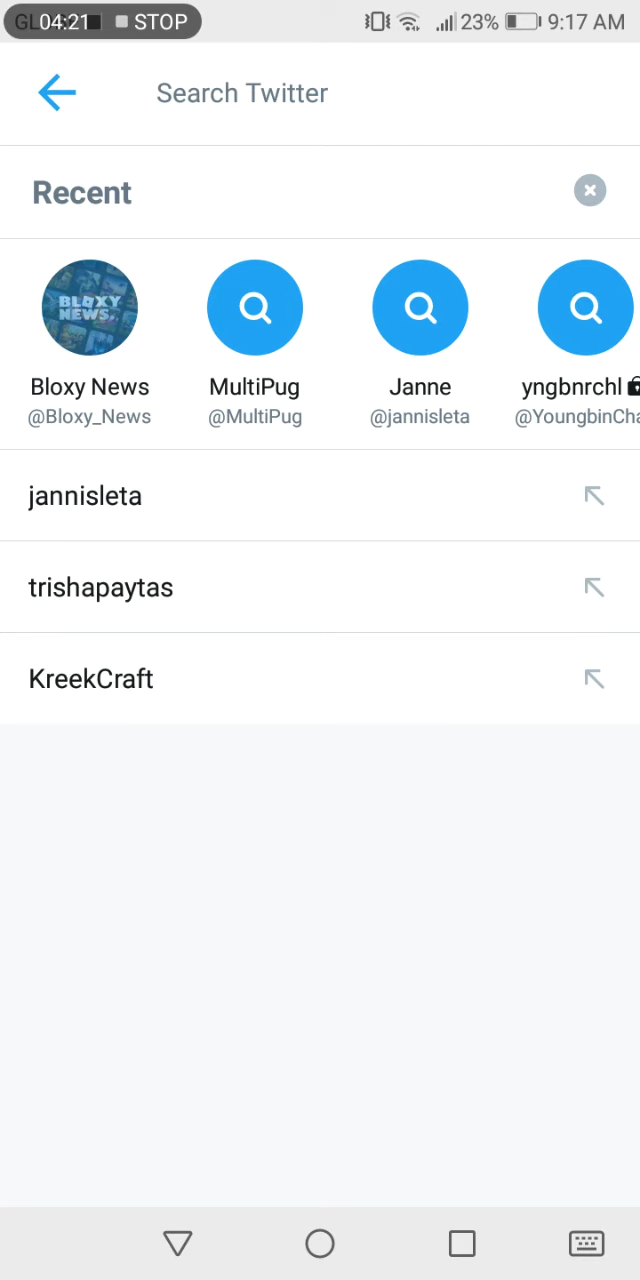 04:21 STOP 23% 9:17 AM
Search Twitter
Recent
BLOXY
NEWS
Bloxy News MultiPug Janne yngbnrchl
@Bloxy_News @MultiPug @jannisleta @YoungbinCha
jannisleta
trishapaytas
KreekCraft